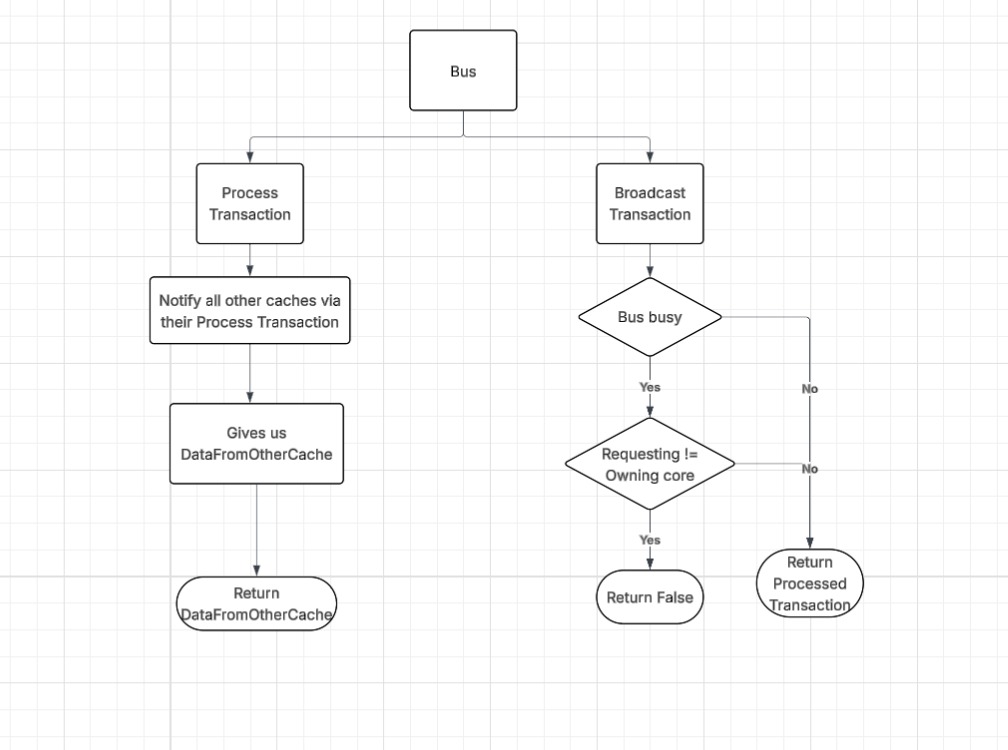 Bus
Process
Transaction
Notify all other caches via
their Process Transaction
Gives us
DataFromOtherCache
Return
DataFromOtherCache
Broadcast
Transaction
Bus busy
Yes
No
Requesting !=
Owning core
No
Yes
Return False
Return
Processed
Transaction